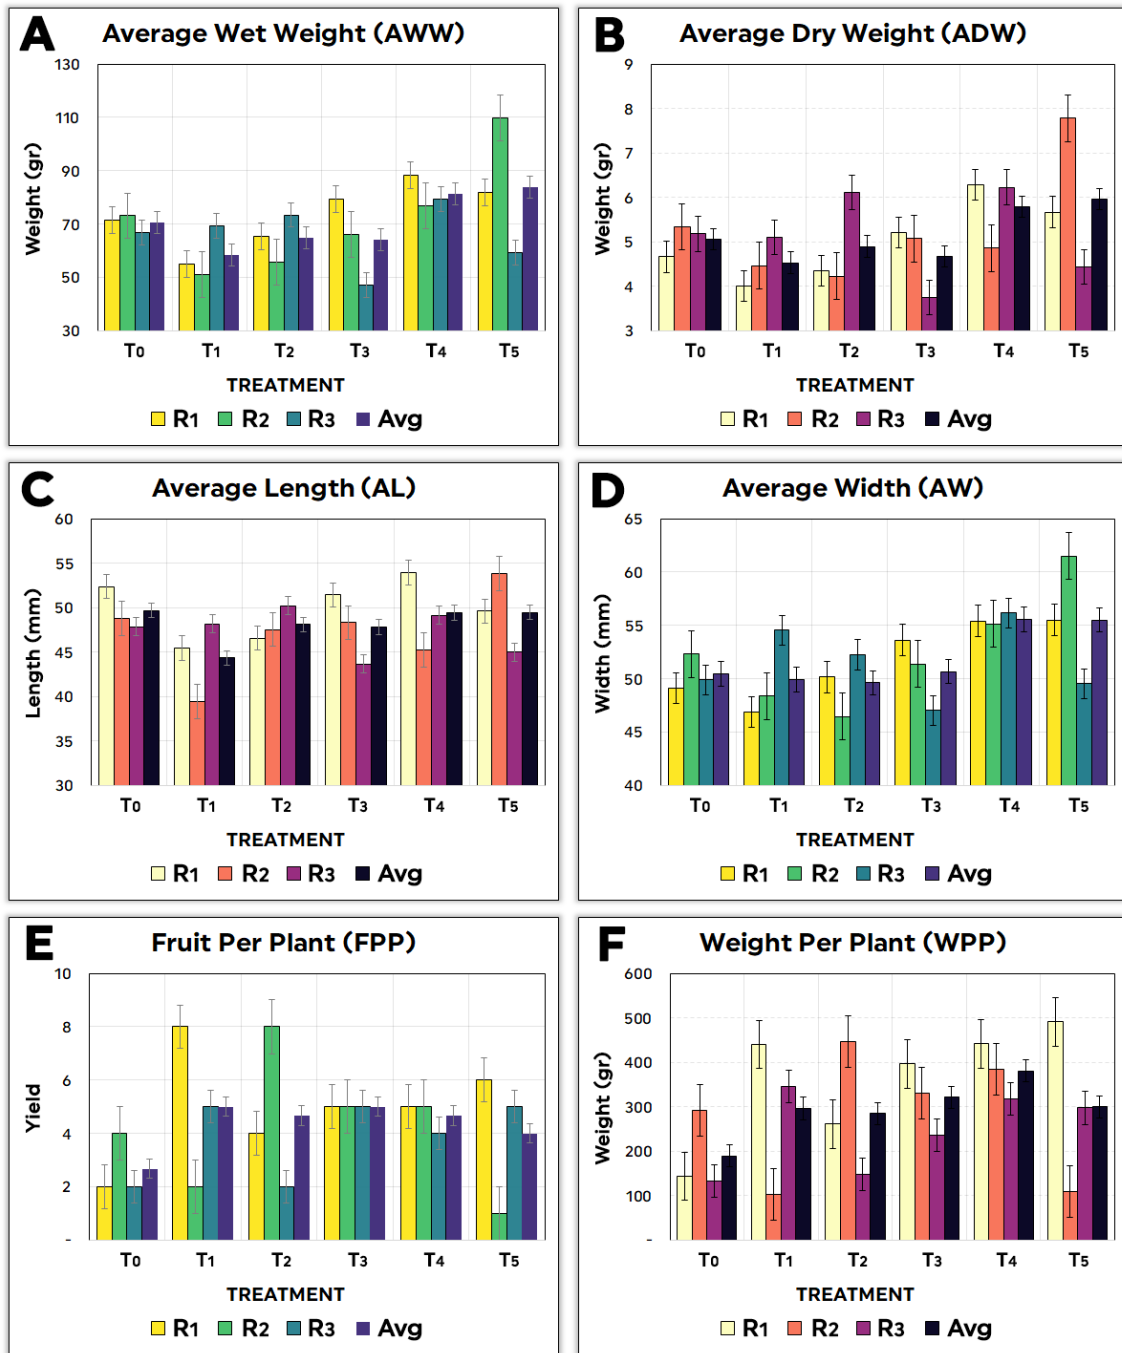 A Average Wet Weight (AWW)
130
110
90
70
50
30
Weight (gr)
T0 T1 T2 T3 T4 T5
TREATMENT
R1 R2 R3 Avg
B Average Dry Weight (ADW)
9
8
7
6
5
4
3
Weight (gr)
T0 T1 T2 T3 T4 T5
TREATMENT
R1 R2 R3 Avg
C Average Length (AL)
60
55
50
45
40
35
30
Length (mm)
T0 T1 T2 T3 T4 T5
TREATMENT
R1 R2 R3 Avg
D Average Width (AW)
65
60
55
50
45
40
Width (mm)
T0 T1 T2 T3 T4 T5
TREATMENT
R1 R2 R3 Avg
E Fruit Per Plant (FPP)
10
8
6
4
2
-
Yield
T0 T1 T2 T3 T4 T5
TREATMENT
R1 R2 R3 Avg
F Weight Per Plant (WPP)
600
500
400
300
200
100
-
Weight (gr)
T0 T1 T2 T3 T4 T5
TREATMENT
R1 R2 R3 Avg